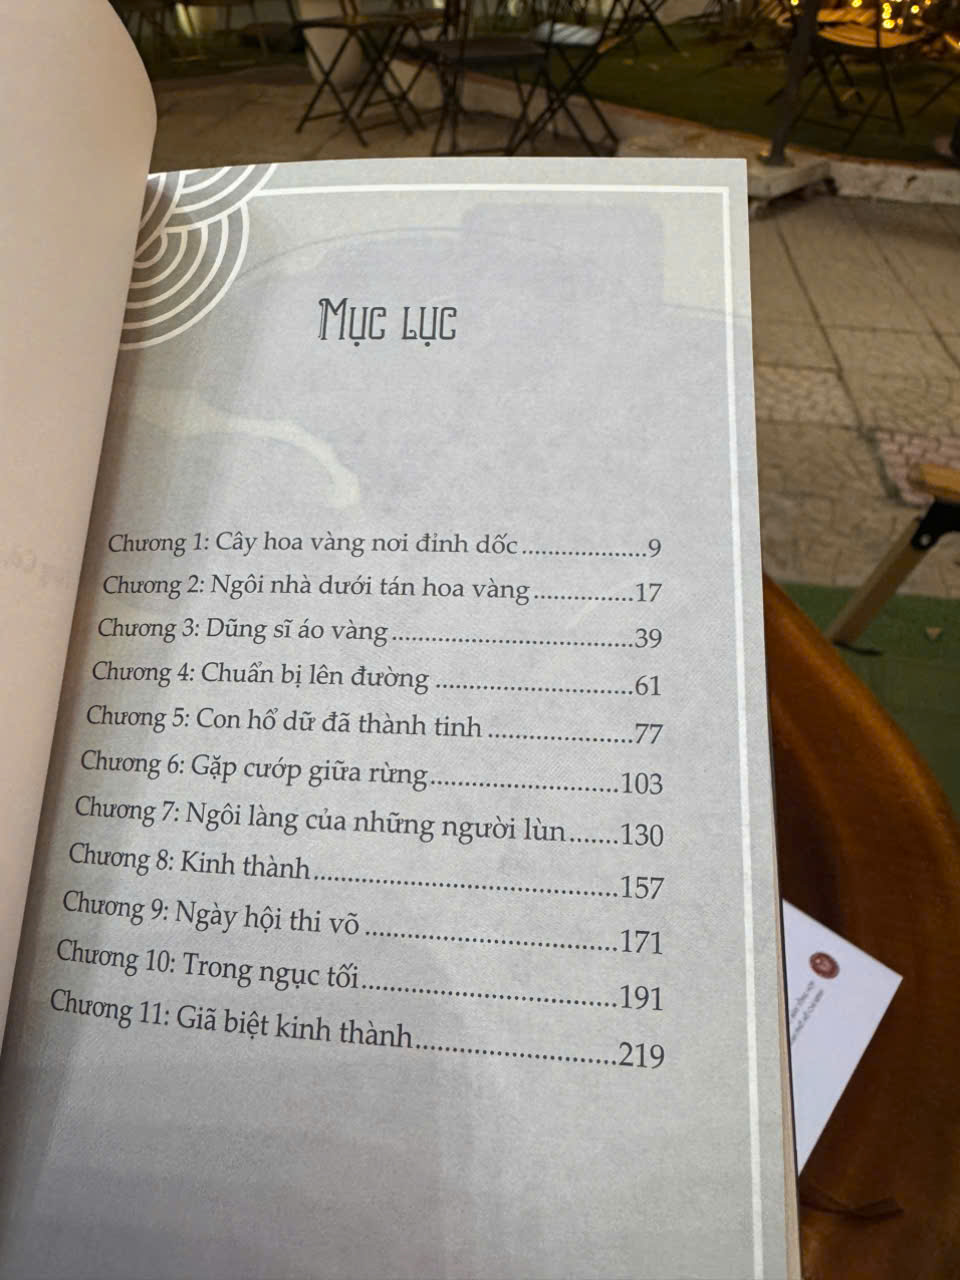 Mục lục
Chương 1: Cây hoa vàng nơi đỉnh dốc....................9
Chương 2: Ngôi nhà dưới tán hoa vàng...............17
Chương 3: Dũng sĩ áo vàng....................................39
Chương 4: Chuẩn bị lên đường .............................61
Chương 5: Con hổ dữ đã thành tinh .....................77
Chương 6: Gặp cướp giữa rừng............................103
Chương 7: Ngôi làng của những người lùn.......130
Chương 8: Kinh thành............................................157
Chương 9: Ngày hội thi võ ....................................171
Chương 10: Trong ngục tối.....................................191
Chương 11: Giã biệt kinh thành.............................219